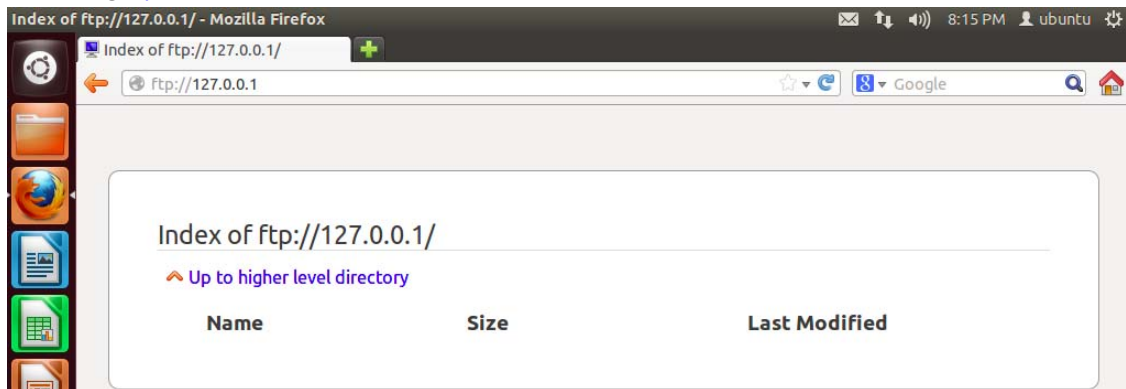 Index of ftp://127.0.0.1/ - Mozilla Firefox 8:15 PM ubuntu
Index of ftp://127.0.0.1/
ftp://127.0.0.1 8 Google
Index of ftp://127.0.0.1/
Up to higher level directory
Name Size Last Modified